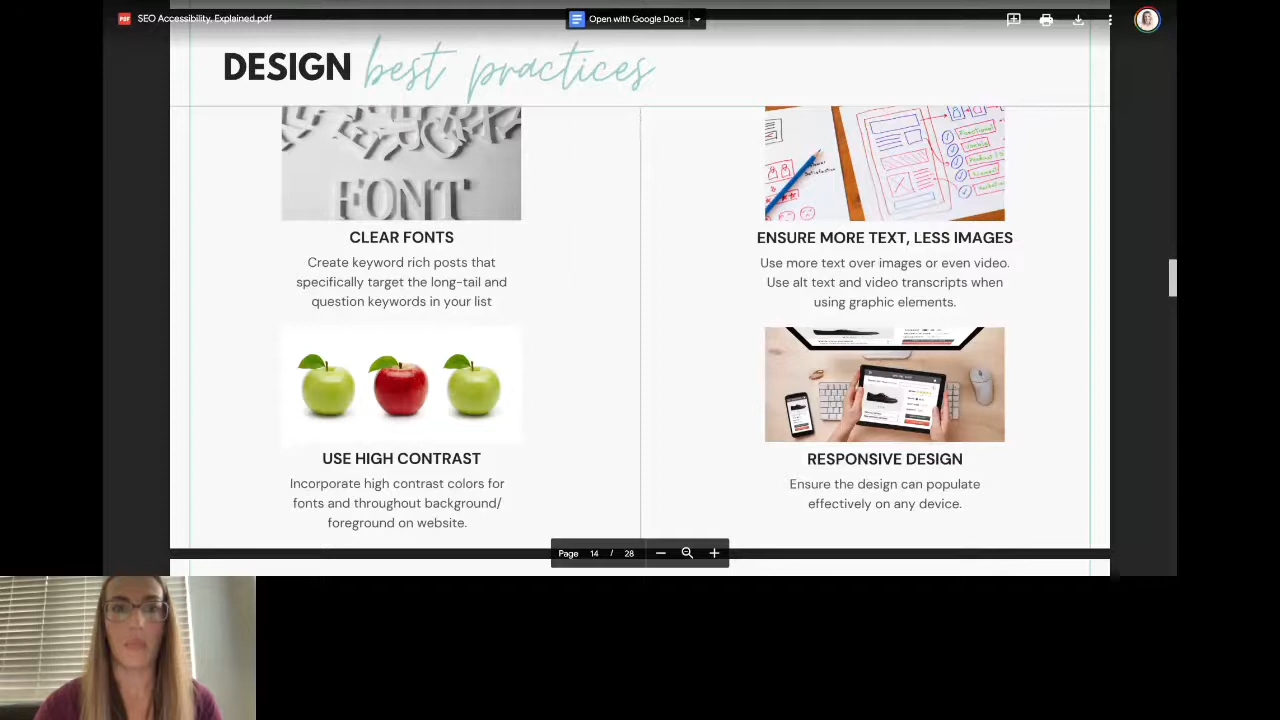 SEO Accessibility, Explained.pdf
Open with Google Docs
DESIGN best practices
FONT
CLEAR FONTS
Create keyword rich posts that
specifically target the long-tail and
question keywords in your list
ENSURE MORE TEXT, LESS IMAGES
Use more text over images or even video.
Use alt text and video transcripts when
using graphic elements.
USE HIGH CONTRAST
Incorporate high contrast colors for
fonts and throughout background/
foreground on website.
RESPONSIVE DESIGN
Ensure the design can populate
effectively on any device.
Page 14 / 28